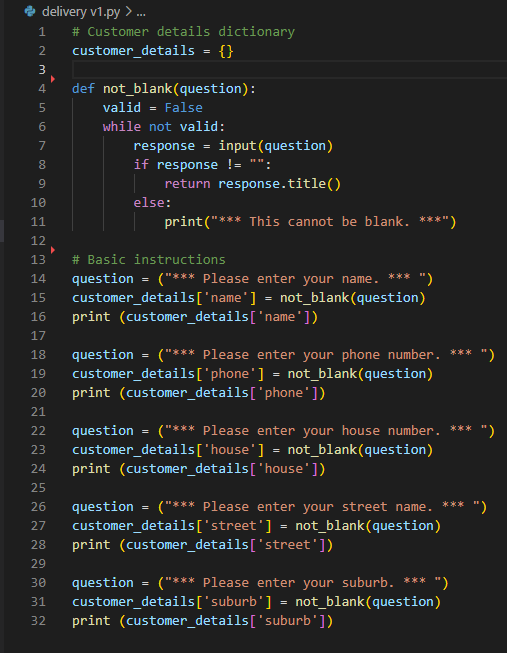 delivery v1.py > ...
1 # Customer details dictionary
2 customer_details = {}
3
4 def not_blank(question):
5     valid = False
6     while not valid:
7         response = input(question)
8         if response != "":
9             return response.title()
10         else:
11             print("*** This cannot be blank. ***")
12
13 # Basic instructions
14 question = ("*** Please enter your name. *** ")
15 customer_details['name'] = not_blank(question)
16 print (customer_details['name'])
17
18 question = ("*** Please enter your phone number. *** ")
19 customer_details['phone'] = not_blank(question)
20 print (customer_details['phone'])
21
22 question = ("*** Please enter your house number. *** ")
23 customer_details['house'] = not_blank(question)
24 print (customer_details['house'])
25
26 question = ("*** Please enter your street name. *** ")
27 customer_details['street'] = not_blank(question)
28 print (customer_details['street'])
29
30 question = ("*** Please enter your suburb. *** ")
31 customer_details['suburb'] = not_blank(question)
32 print (customer_details['suburb'])